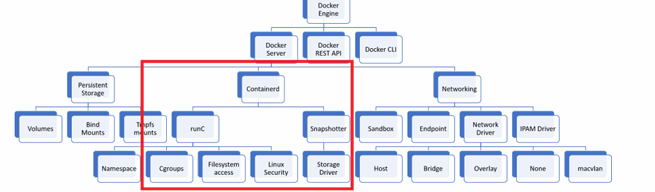 Docker
Engine
Docker
Server
Docker
REST API
Docker CLI
Persistent
Storage
Containerd
Networking
Volumes
Bind
Mounts
Tmpfs
mounts
runC
Snapshotter
Sandbox
Endpoint
Network
Driver
IPAM Driver
Namespace
Cgroups
Filesystem
access
Linux
Security
Storage
Driver
Host
Bridge
Overlay
None
macvlan